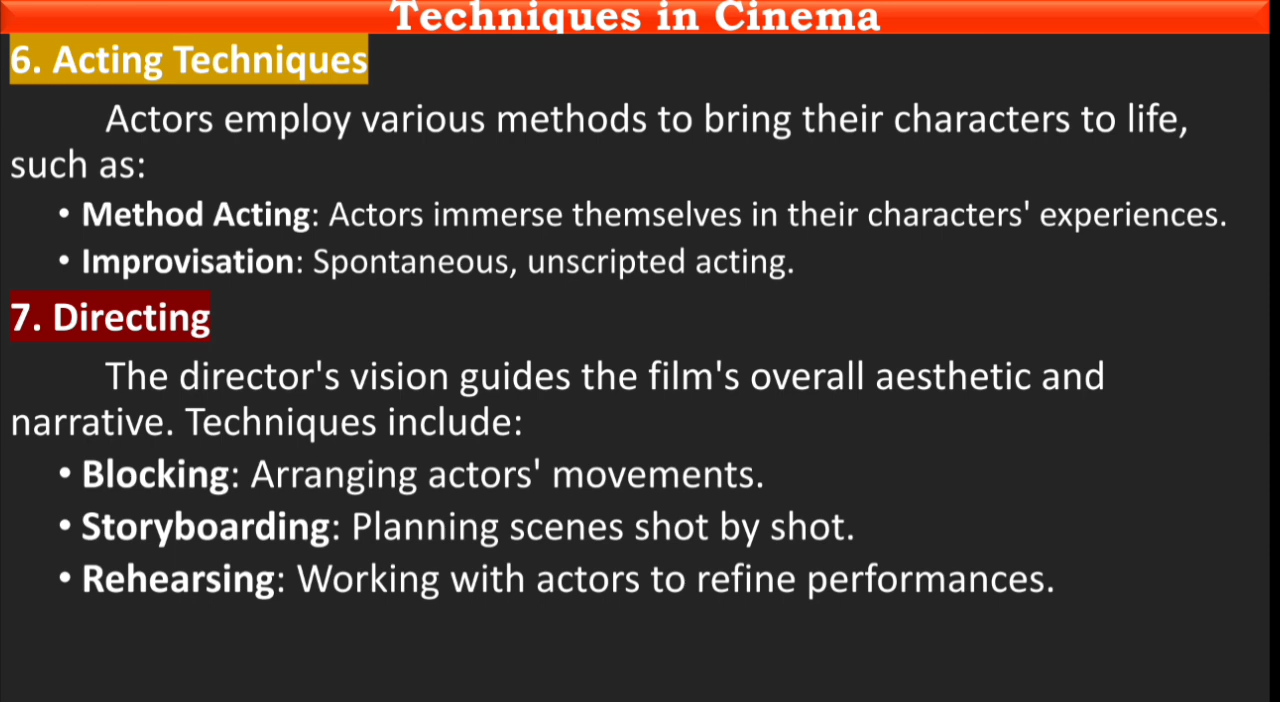 Techniques in Cinema
6. Acting Techniques
Actors employ various methods to bring their characters to life,
such as:
• Method Acting: Actors immerse themselves in their characters' experiences.
• Improvisation: Spontaneous, unscripted acting.
7. Directing
The director's vision guides the film's overall aesthetic and
narrative. Techniques include:
• Blocking: Arranging actors' movements.
• Storyboarding: Planning scenes shot by shot.
• Rehearsing: Working with actors to refine performances.